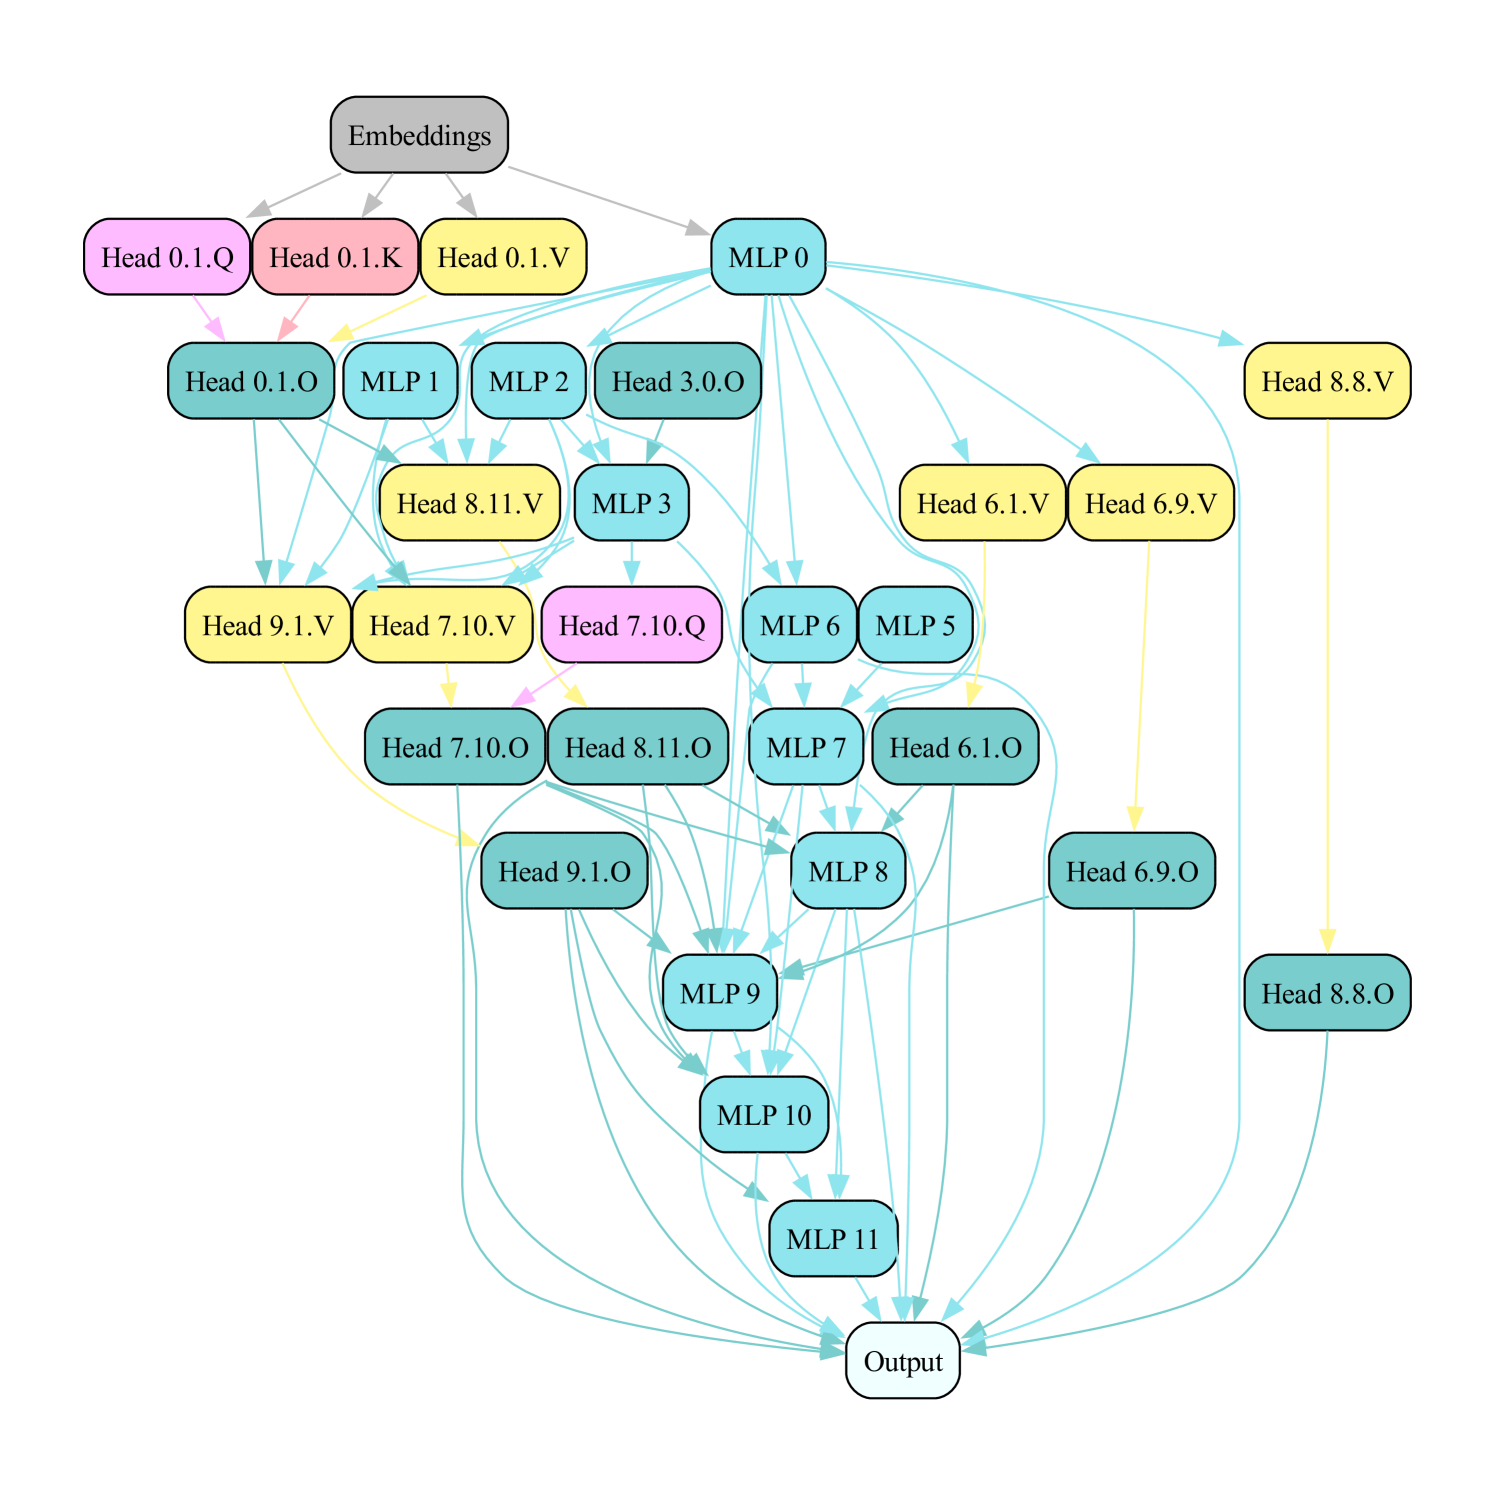 Embeddings
Head 0.1.Q
Head 0.1.K
Head 0.1.V
MLP 0
Head 0.1.O
MLP 1
MLP 2
Head 3.0.O
Head 8.8.V
Head 8.11.V
MLP 3
Head 6.1.V
Head 6.9.V
Head 9.1.V
Head 7.10.V
Head 7.10.Q
MLP 6
MLP 5
Head 7.10.O
Head 8.11.O
MLP 7
Head 6.1.O
Head 9.1.O
MLP 8
Head 6.9.O
MLP 9
Head 8.8.O
MLP 10
MLP 11
Output